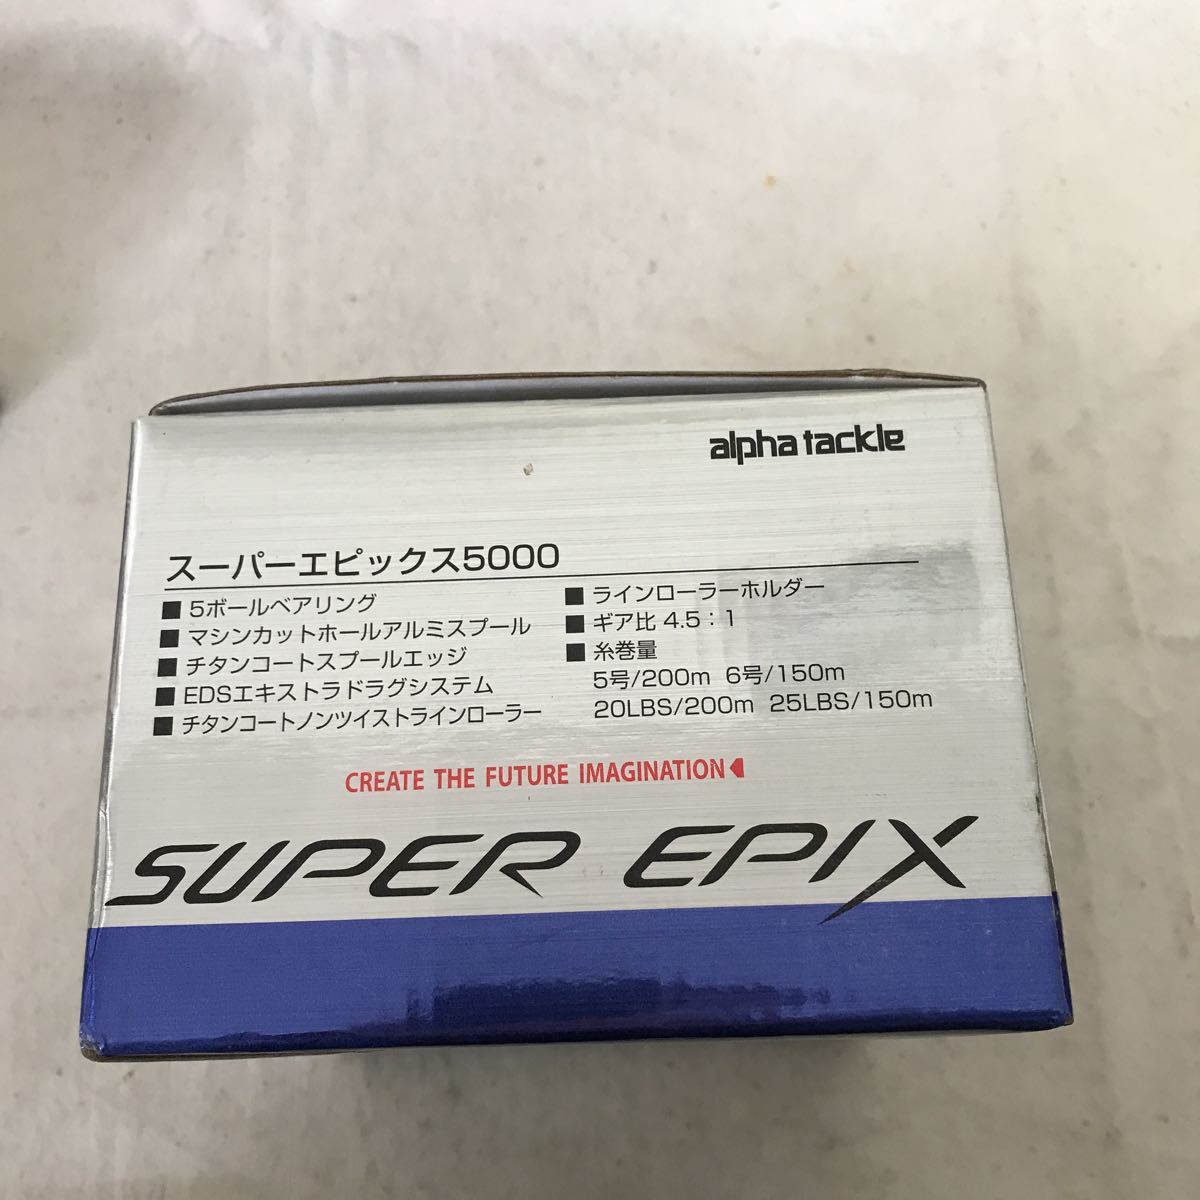 alpha tackle
スーパーエピックス5000
■ 5ボールベアリング
■ マシンカットホールアルミスプール
■ チタンコートスプールエッジ
■ EDSエキストラドラグシステム
■ チタンコートノンツイストラインローラー
■ ラインローラーホルダー
■ ギア比 4.5：1
■ 糸巻量
5号/200m 6号/150m
20LBS/200m 25LBS/150m
CREATE THE FUTURE IMAGINATION
SUPER EPIX